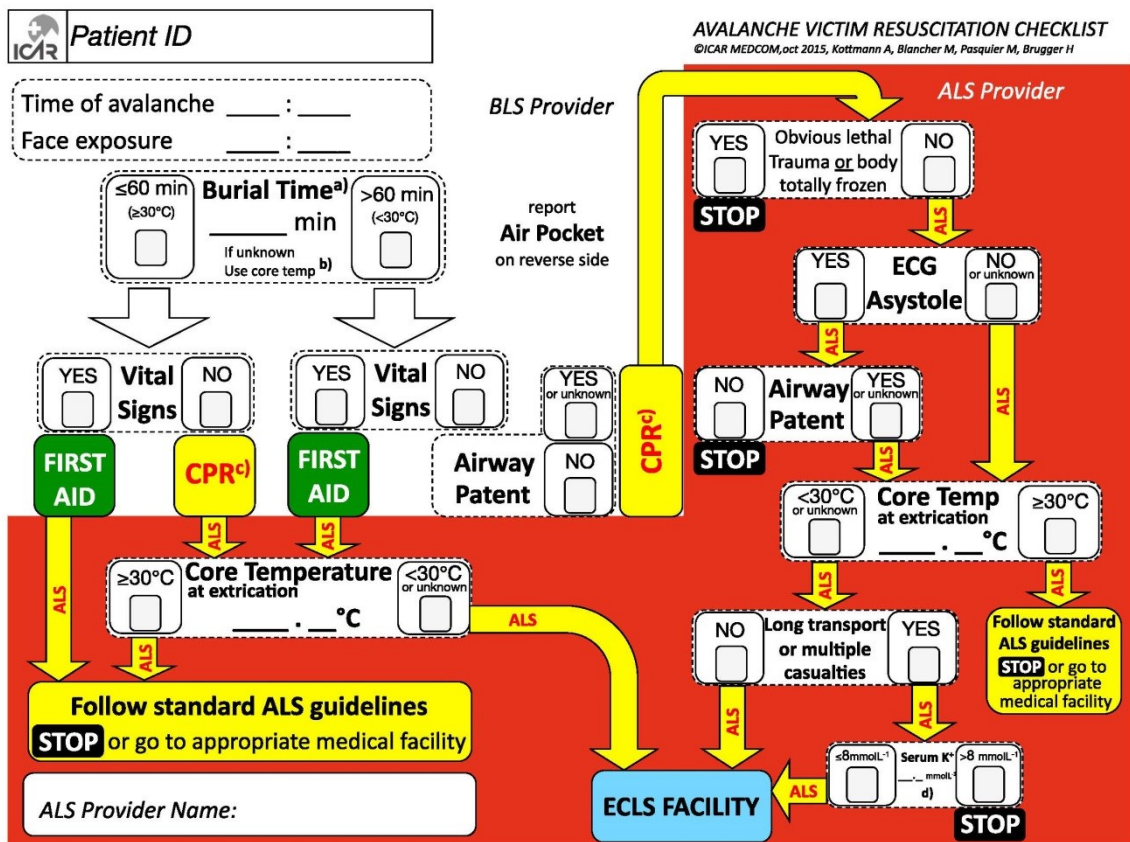 ICAR
Patient ID
AVALANCHE VICTIM RESUSCITATION CHECKLIST
©ICAR MEDCOM,oct 2015, Kottmann A, Blancher M, Pasquier M, Brugger H
Time of avalanche ____ : ____
Face exposure ____ : ____
BLS Provider
ALS Provider
≤60 min
(≥30°C)
Burial Time a)
______ min
If unknown
Use core temp b)
>60 min
(<30°C)
report
Air Pocket
on reverse side
YES
Vital
Signs
NO
YES
Vital
Signs
NO
FIRST
AID
CPR c)
FIRST
AID
Airway
Patent
YES
or unknown
NO
CPR c)
ALS
ALS
ALS
≥30°C
Core Temperature
at extrication
____ . __°C
<30°C
or unknown
ALS
ALS
Follow standard ALS guidelines
STOP or go to appropriate medical facility
ALS Provider Name:
YES
Obvious lethal
Trauma or body
totally frozen
NO
STOP
ALS
YES
ECG
Asystole
NO
or unknown
ALS
ALS
NO
Airway
Patent
YES
or unknown
STOP
ALS
<30°C
or unknown
Core Temp
at extrication
____ . __°C
≥30°C
ALS
ALS
NO
Long transport
or multiple
casualties
YES
Follow standard
ALS guidelines
STOP or go to
appropriate
medical facility
ALS
ALS
≤8mmolL-1
Serum K+
__._ mmolL-1
d)
>8 mmolL-1
ALS
STOP
ECLS FACILITY